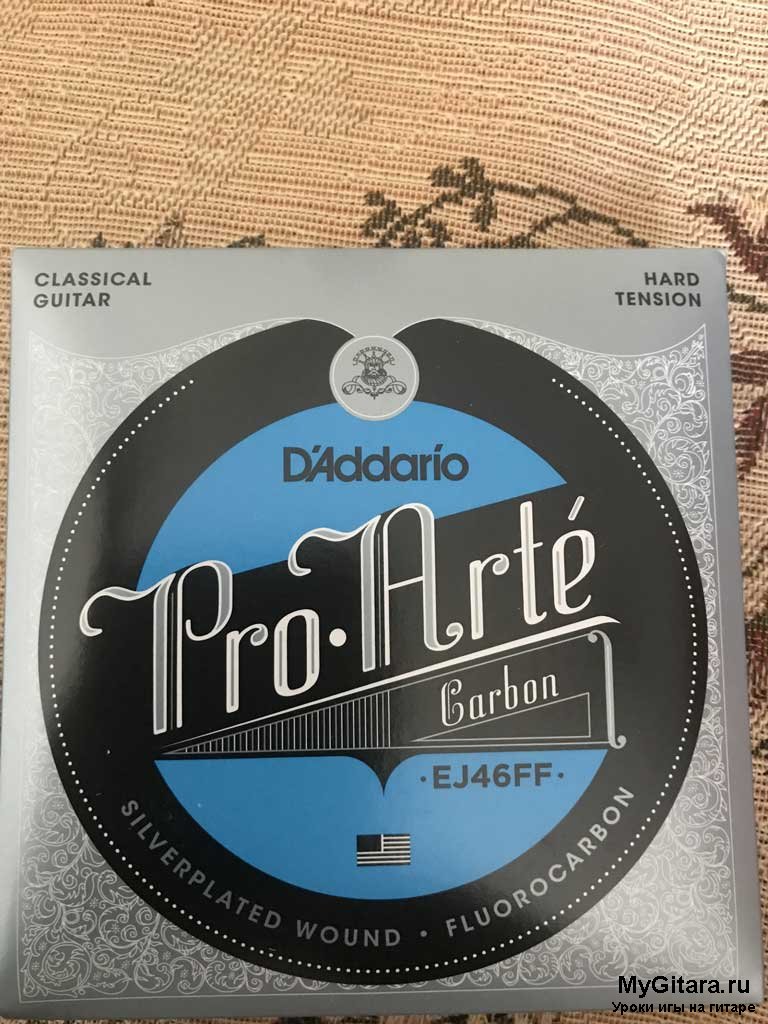 CLASSICAL
GUITAR
HARD
TENSION
D'Addario
Pro·Arté
Carbon
·EJ46FF·
SILVERPLATED WOUND • FLUOROCARBON
MyGitara.ru
Уроки игы на гитаре